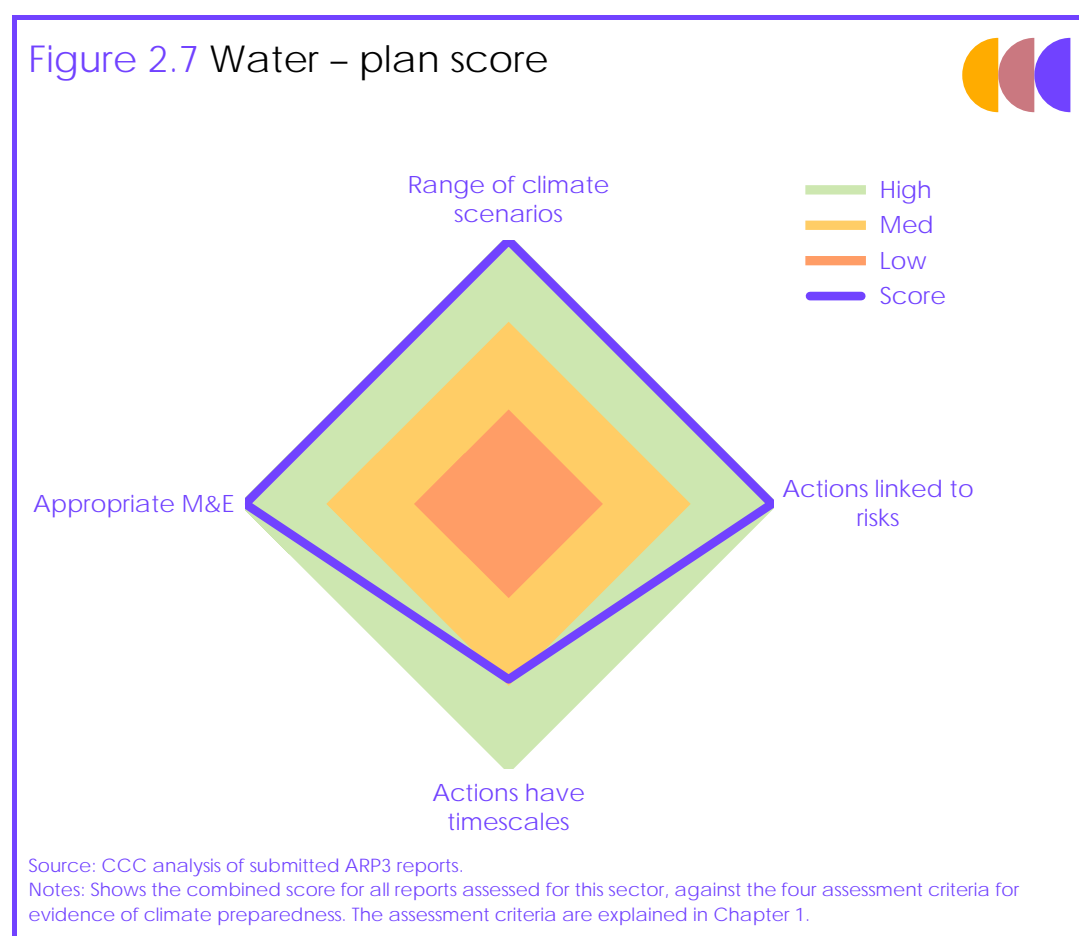 Figure 2.7 Water – plan score
Range of climate
scenarios
High
Med
Low
Score
Appropriate M&E
Actions linked to
risks
Actions have
timescales
Source: CCC analysis of submitted ARP3 reports.
Notes: Shows the combined score for all reports assessed for this sector, against the four assessment criteria for
evidence of climate preparedness. The assessment criteria are explained in Chapter 1.